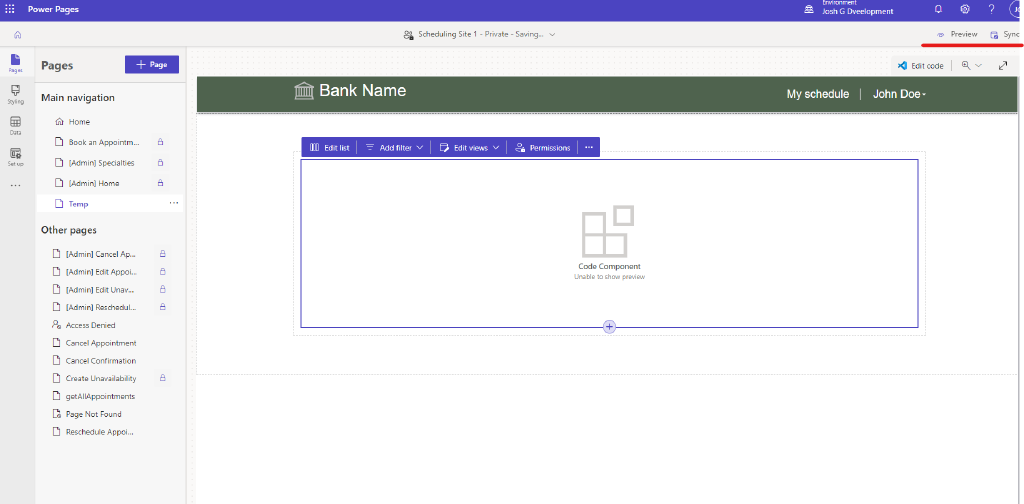 Power Pages
Environment
Josh G Dveelopment
?
Scheduling Site 1 - Private - Saving...
Preview
Sync
Pages
Styling
Data
Set up
...
Pages
+ Page
Main navigation
Home
Book an Appointm...
[Admin] Specialties
[Admin] Home
Temp
...
Other pages
[Admin] Cancel Ap...
[Admin] Edit Appoi...
[Admin] Edit Unav...
[Admin] Reschedul...
Access Denied
Cancel Appointment
Cancel Confirmation
Create Unavailability
getAllAppointments
Page Not Found
Reschedule Appoi...
Edit code
Bank Name
My schedule | John Doe
Edit list
Add filter
Edit views
Permissions
...
Code Component
Unable to show preview